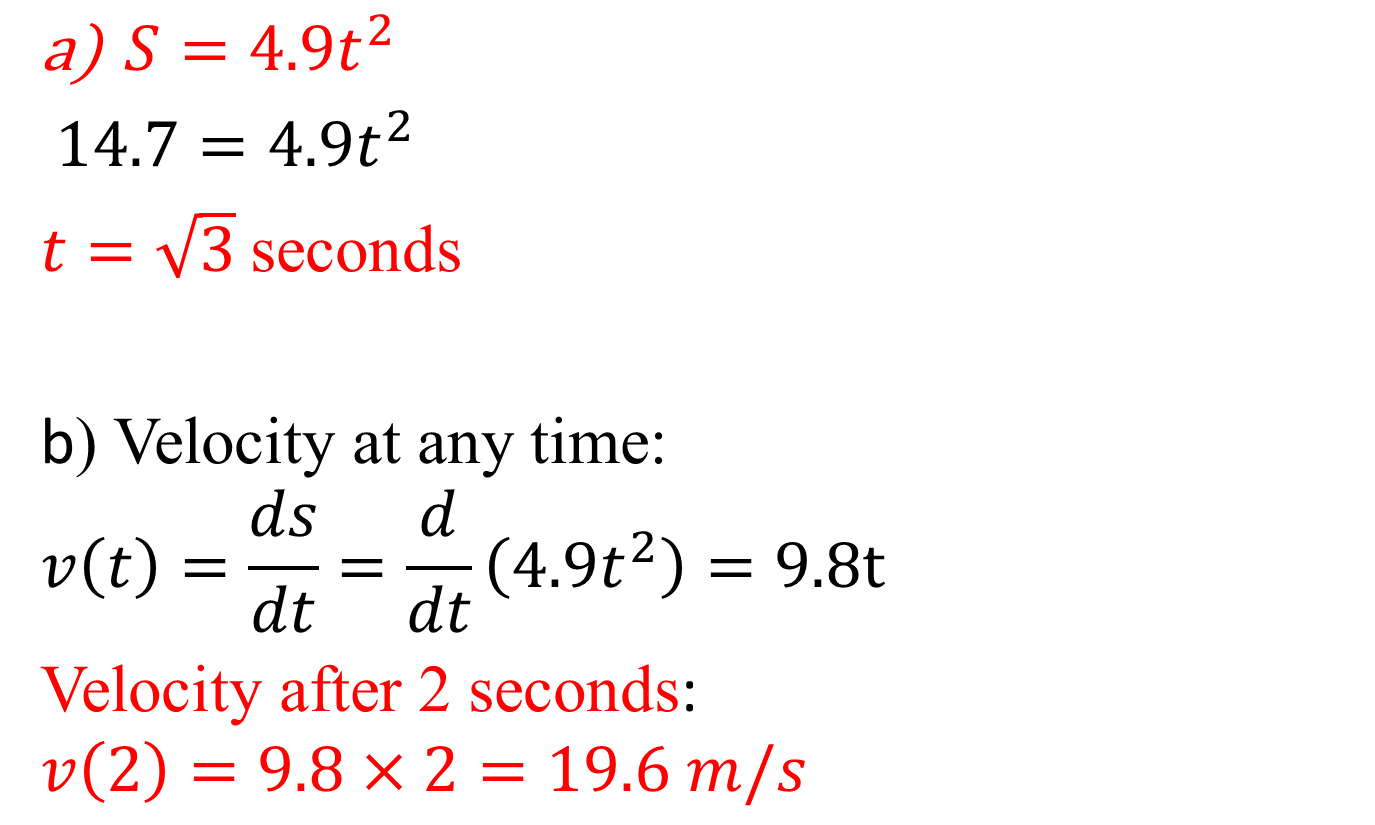 a) S = 4.9t²
14.7 = 4.9t²
t = √3 seconds
b) Velocity at any time:
v(t) = ds/dt = d/dt (4.9t²) = 9.8t
Velocity after 2 seconds:
v(2) = 9.8 × 2 = 19.6 m/s